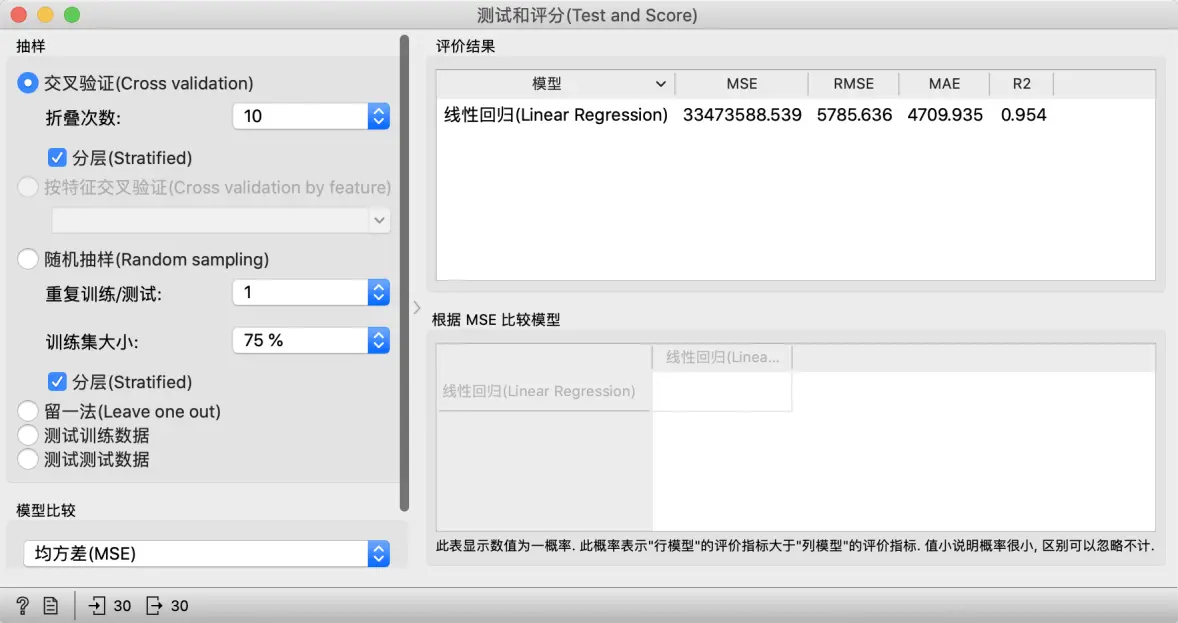 测试和评分(Test and Score)
抽样
交叉验证(Cross validation)
折叠次数:
10
分层(Stratified)
按特征交叉验证(Cross validation by feature)
随机抽样(Random sampling)
重复训练/测试:
1
训练集大小:
75 %
分层(Stratified)
留一法(Leave one out)
测试训练数据
测试测试数据
模型比较
均方差(MSE)
评价结果
模型 MSE RMSE MAE R2
线性回归(Linear Regression) 33473588.539 5785.636 4709.935 0.954
根据 MSE 比较模型
线性回归(Linea...
线性回归(Linear Regression)
此表显示数值为一概率. 此概率表示"行模型"的评价指标大于"列模型"的评价指标. 值小说明概率很小, 区别可以忽略不计.
? 30 30